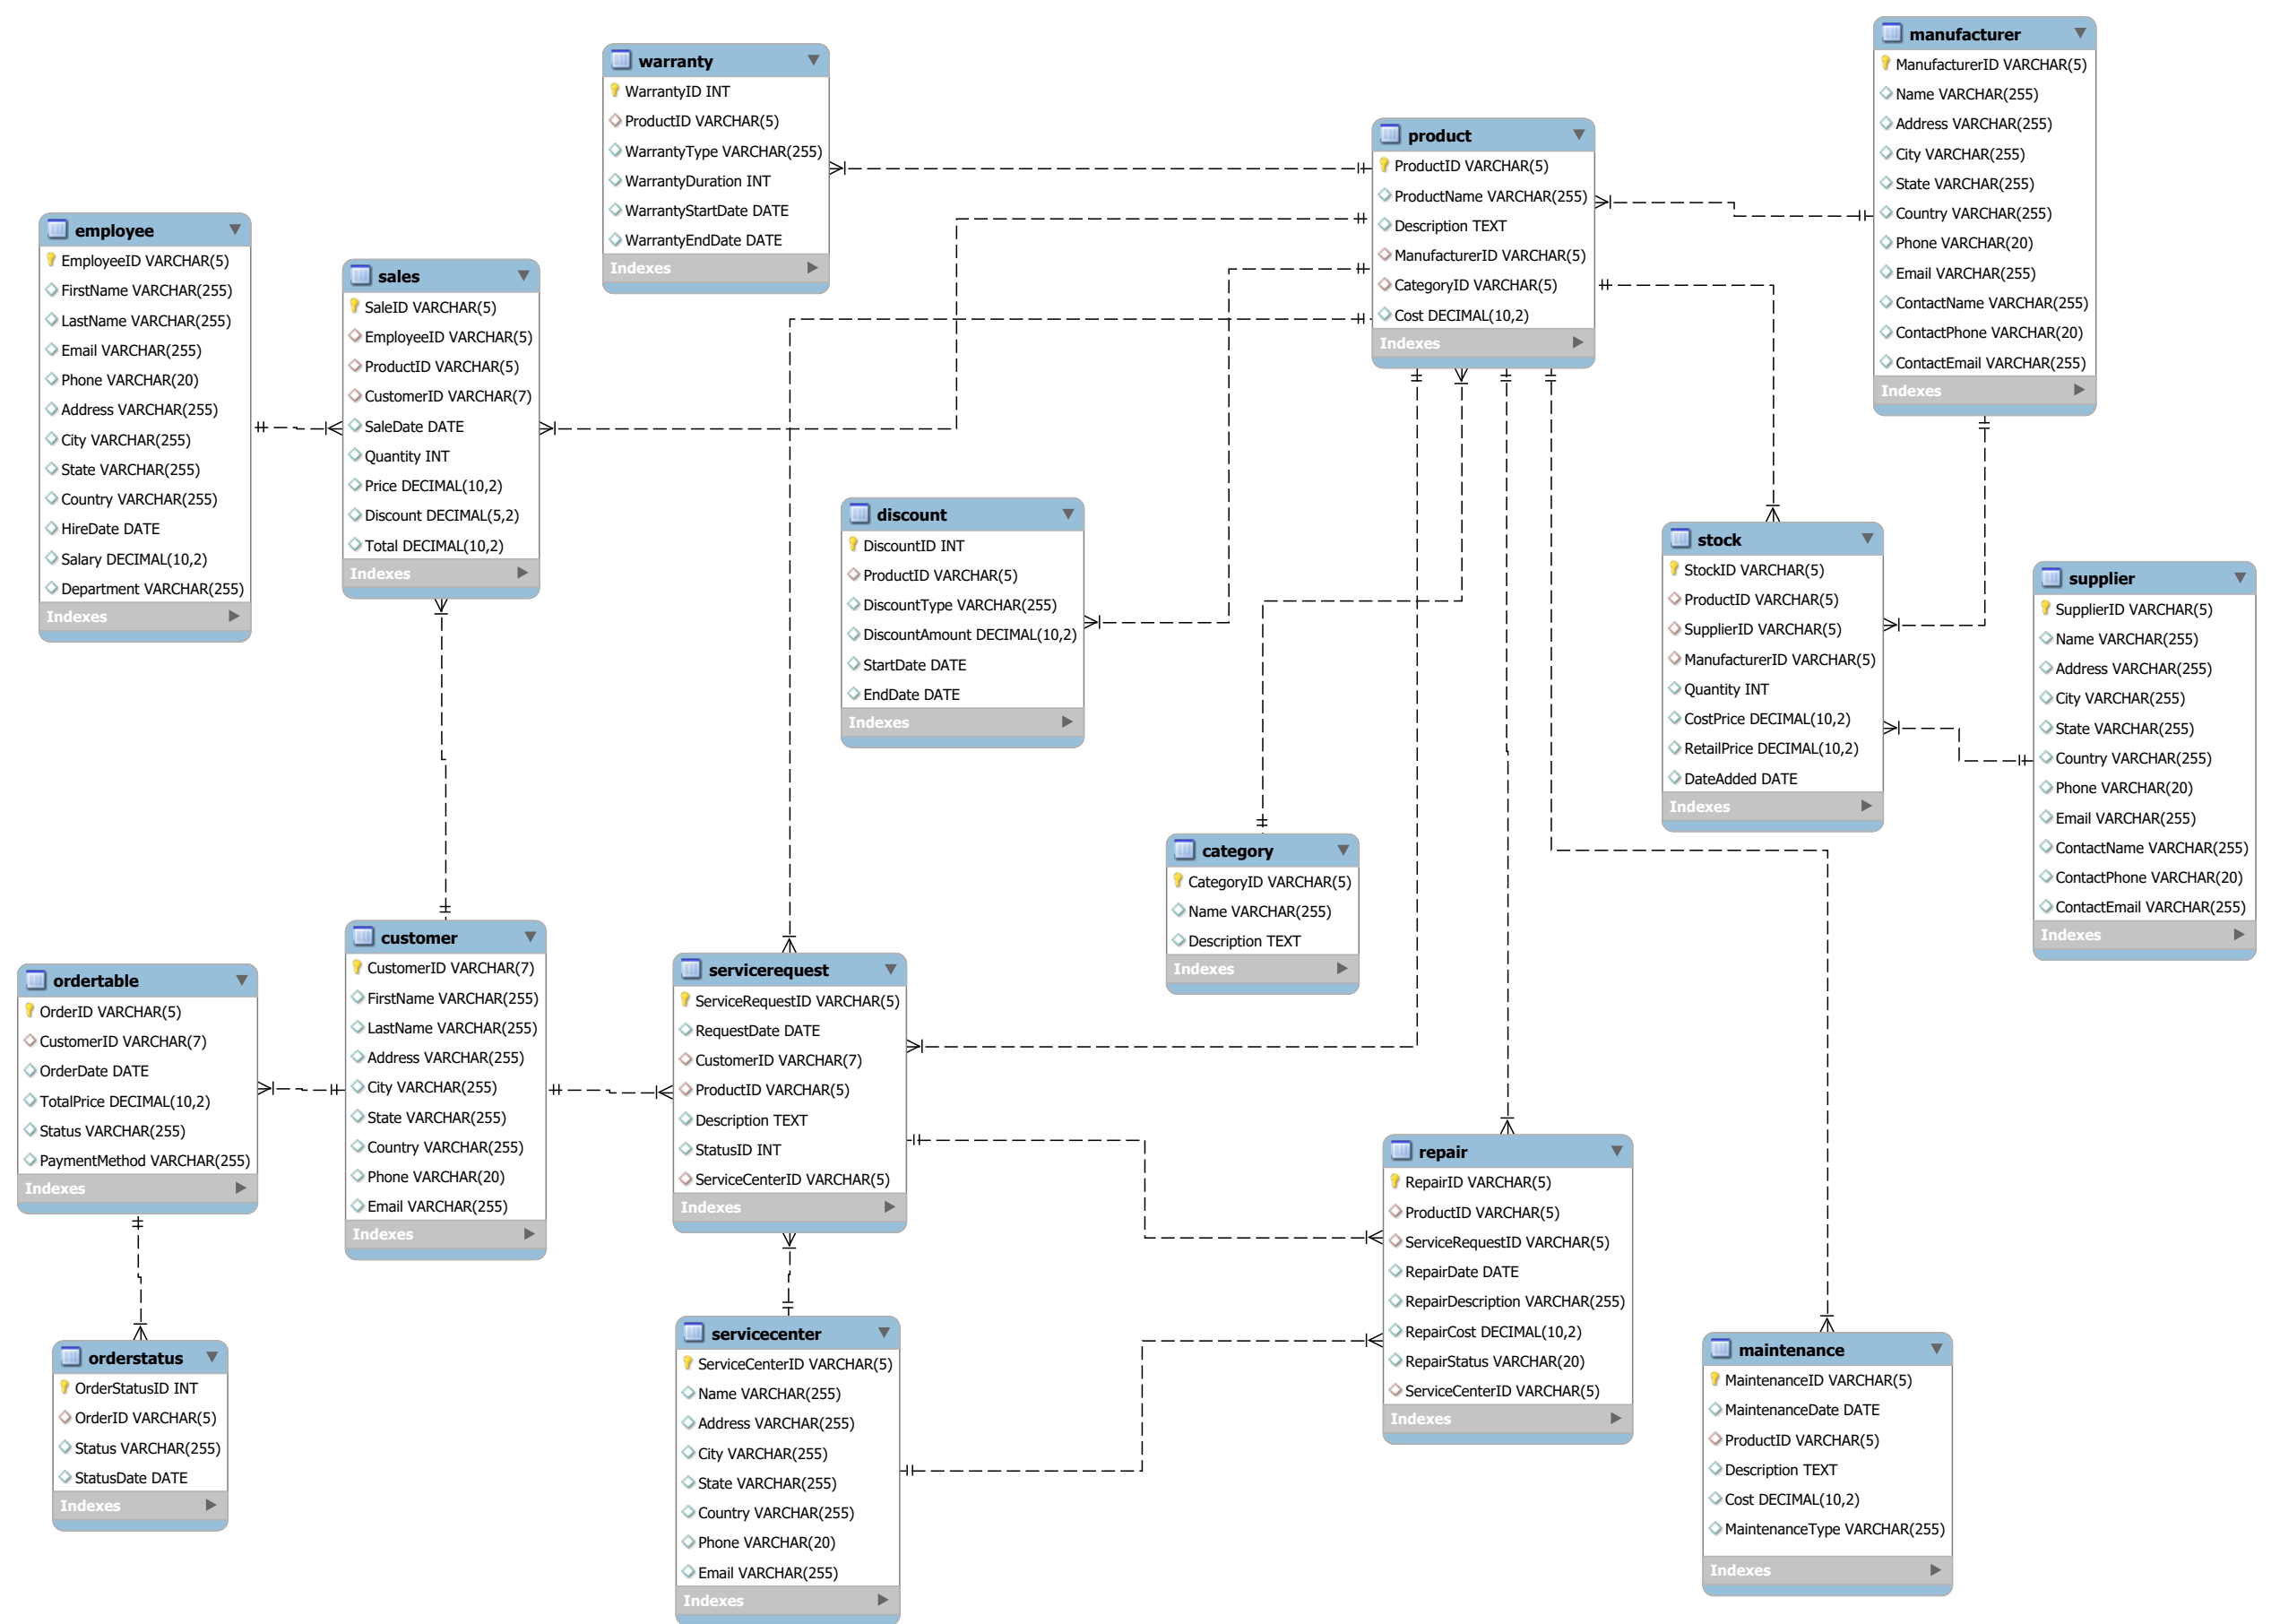 warranty
WarrantyID INT
ProductID VARCHAR(5)
WarrantyType VARCHAR(255)
WarrantyDuration INT
WarrantyStartDate DATE
WarrantyEndDate DATE
Indexes
manufacturer
ManufacturerID VARCHAR(5)
Name VARCHAR(255)
Address VARCHAR(255)
City VARCHAR(255)
State VARCHAR(255)
Country VARCHAR(255)
Phone VARCHAR(20)
Email VARCHAR(255)
ContactName VARCHAR(255)
ContactPhone VARCHAR(20)
ContactEmail VARCHAR(255)
Indexes
product
ProductID VARCHAR(5)
ProductName VARCHAR(255)
Description TEXT
ManufacturerID VARCHAR(5)
CategoryID VARCHAR(5)
Cost DECIMAL(10,2)
Indexes
employee
EmployeeID VARCHAR(5)
FirstName VARCHAR(255)
LastName VARCHAR(255)
Email VARCHAR(255)
Phone VARCHAR(20)
Address VARCHAR(255)
City VARCHAR(255)
State VARCHAR(255)
Country VARCHAR(255)
HireDate DATE
Salary DECIMAL(10,2)
Department VARCHAR(255)
Indexes
sales
SaleID VARCHAR(5)
EmployeeID VARCHAR(5)
ProductID VARCHAR(5)
CustomerID VARCHAR(7)
SaleDate DATE
Quantity INT
Price DECIMAL(10,2)
Discount DECIMAL(5,2)
Total DECIMAL(10,2)
Indexes
discount
DiscountID INT
ProductID VARCHAR(5)
DiscountType VARCHAR(255)
DiscountAmount DECIMAL(10,2)
StartDate DATE
EndDate DATE
Indexes
stock
StockID VARCHAR(5)
ProductID VARCHAR(5)
SupplierID VARCHAR(5)
ManufacturerID VARCHAR(5)
Quantity INT
CostPrice DECIMAL(10,2)
RetailPrice DECIMAL(10,2)
DateAdded DATE
Indexes
supplier
SupplierID VARCHAR(5)
Name VARCHAR(255)
Address VARCHAR(255)
City VARCHAR(255)
State VARCHAR(255)
Country VARCHAR(255)
Phone VARCHAR(20)
Email VARCHAR(255)
ContactName VARCHAR(255)
ContactPhone VARCHAR(20)
ContactEmail VARCHAR(255)
Indexes
category
CategoryID VARCHAR(5)
Name VARCHAR(255)
Description TEXT
Indexes
customer
CustomerID VARCHAR(7)
FirstName VARCHAR(255)
LastName VARCHAR(255)
Address VARCHAR(255)
City VARCHAR(255)
State VARCHAR(255)
Country VARCHAR(255)
Phone VARCHAR(20)
Email VARCHAR(255)
Indexes
ordertable
OrderID VARCHAR(5)
CustomerID VARCHAR(7)
OrderDate DATE
TotalPrice DECIMAL(10,2)
Status VARCHAR(255)
PaymentMethod VARCHAR(255)
Indexes
servicerequest
ServiceRequestID VARCHAR(5)
RequestDate DATE
CustomerID VARCHAR(7)
ProductID VARCHAR(5)
Description TEXT
StatusID INT
ServiceCenterID VARCHAR(5)
Indexes
repair
RepairID VARCHAR(5)
ProductID VARCHAR(5)
ServiceRequestID VARCHAR(5)
RepairDate DATE
RepairDescription VARCHAR(255)
RepairCost DECIMAL(10,2)
RepairStatus VARCHAR(20)
ServiceCenterID VARCHAR(5)
Indexes
orderstatus
OrderStatusID INT
OrderID VARCHAR(5)
Status VARCHAR(255)
StatusDate DATE
Indexes
servicecenter
ServiceCenterID VARCHAR(5)
Name VARCHAR(255)
Address VARCHAR(255)
City VARCHAR(255)
State VARCHAR(255)
Country VARCHAR(255)
Phone VARCHAR(20)
Email VARCHAR(255)
Indexes
maintenance
MaintenanceID VARCHAR(5)
MaintenanceDate DATE
ProductID VARCHAR(5)
Description TEXT
Cost DECIMAL(10,2)
MaintenanceType VARCHAR(255)
Indexes